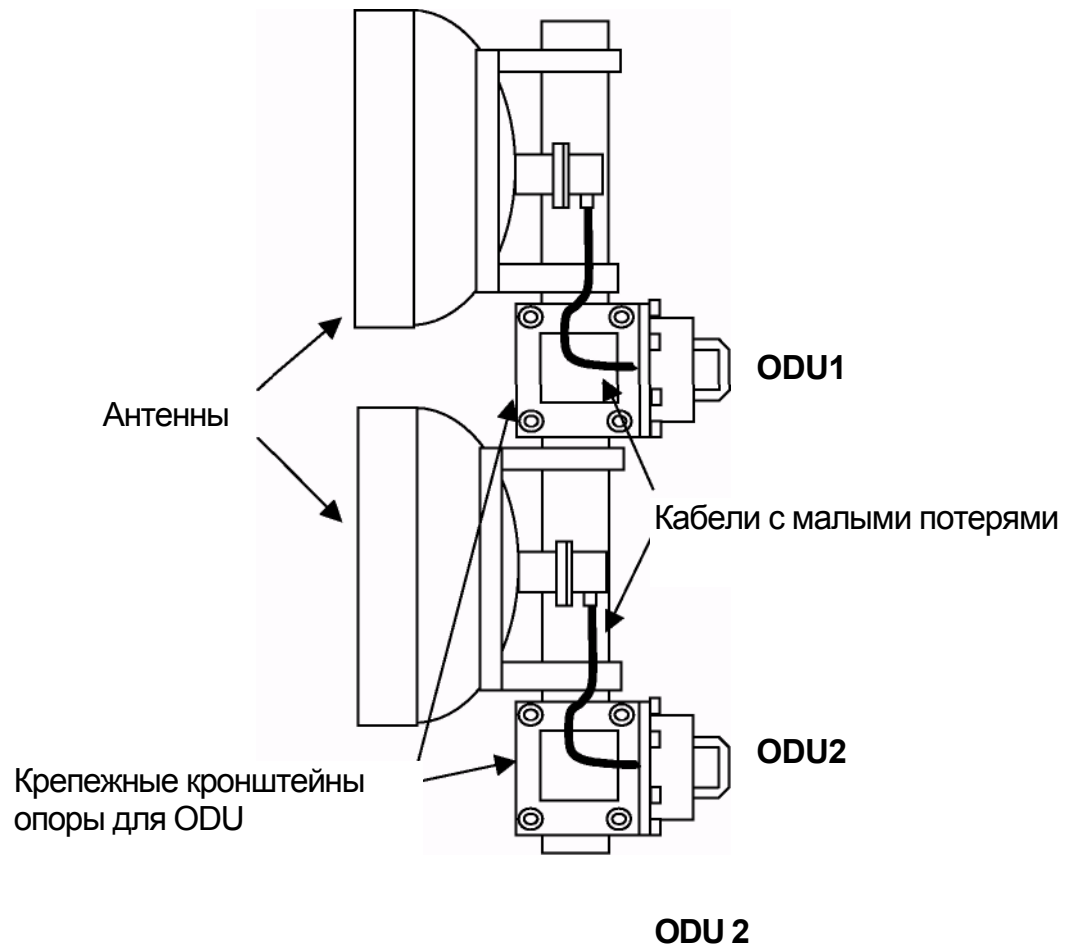 ODU1
Антенны
Кабели с малыми потерями
ODU2
Крепежные кронштейны
опоры для ODU
ODU 2